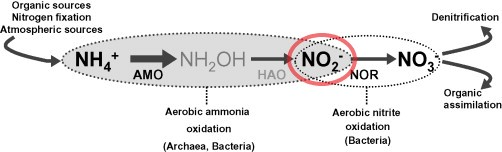 Organic sources
Nitrogen fixation
Atmospheric sources
Denitrification
NH₄⁺ NH₂OH NO₂⁻ NO₃⁻
AMO HAO NOR
Organic
assimilation
Aerobic ammonia
oxidation
(Archaea, Bacteria)
Aerobic nitrite
oxidation
(Bacteria)